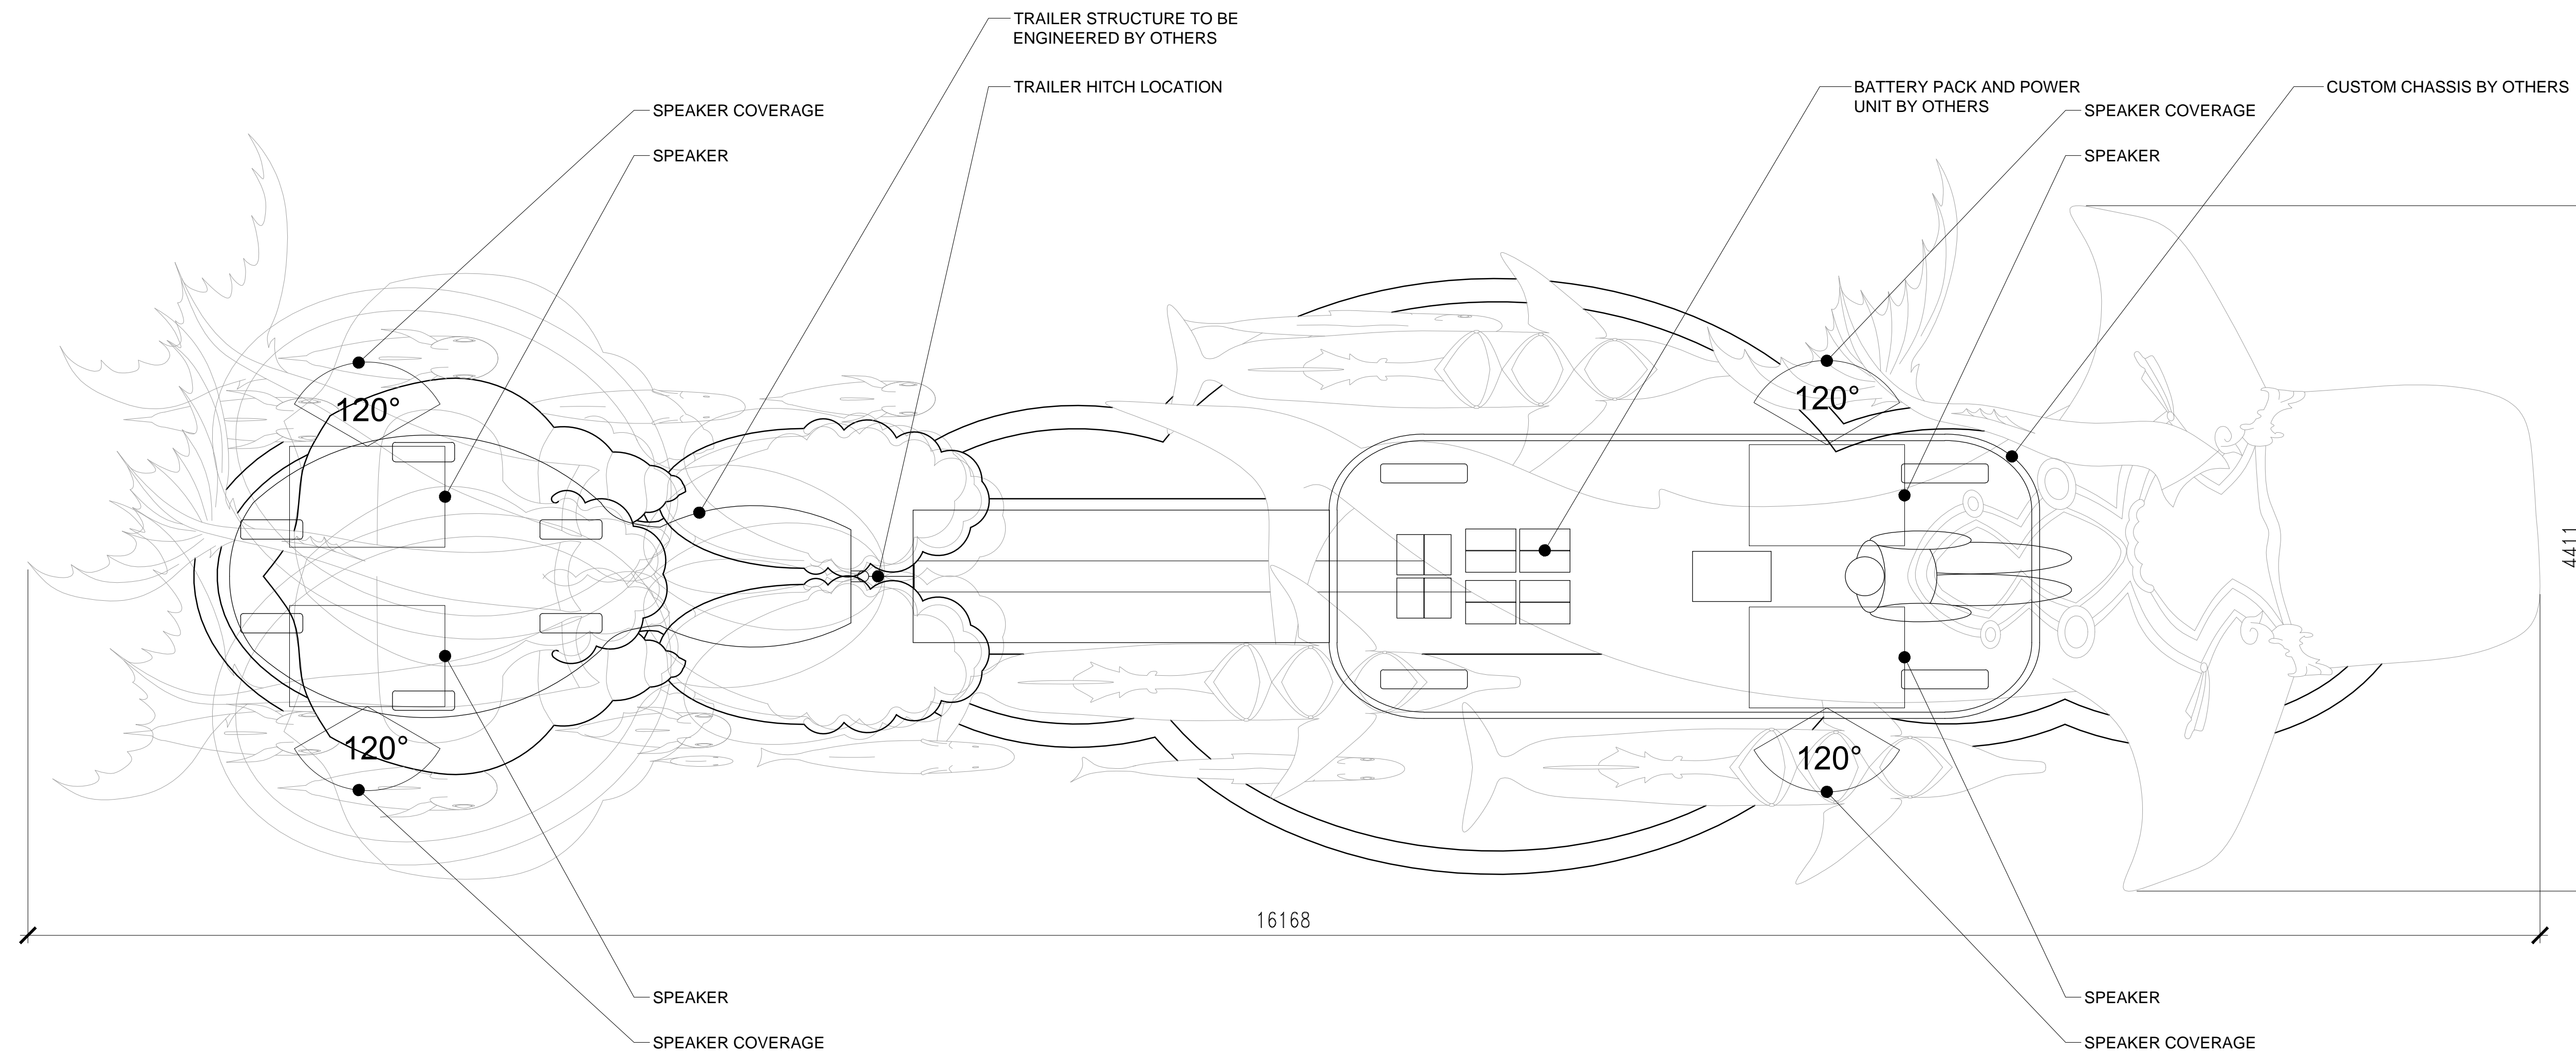 TRAILER STRUCTURE TO BE
ENGINEERED BY OTHERS
TRAILER HITCH LOCATION
BATTERY PACK AND POWER
UNIT BY OTHERS
CUSTOM CHASSIS BY OTHERS
SPEAKER COVERAGE
SPEAKER COVERAGE
SPEAKER
SPEAKER
120°
120°
4411
120°
120°
16168
SPEAKER
SPEAKER
SPEAKER COVERAGE
SPEAKER COVERAGE